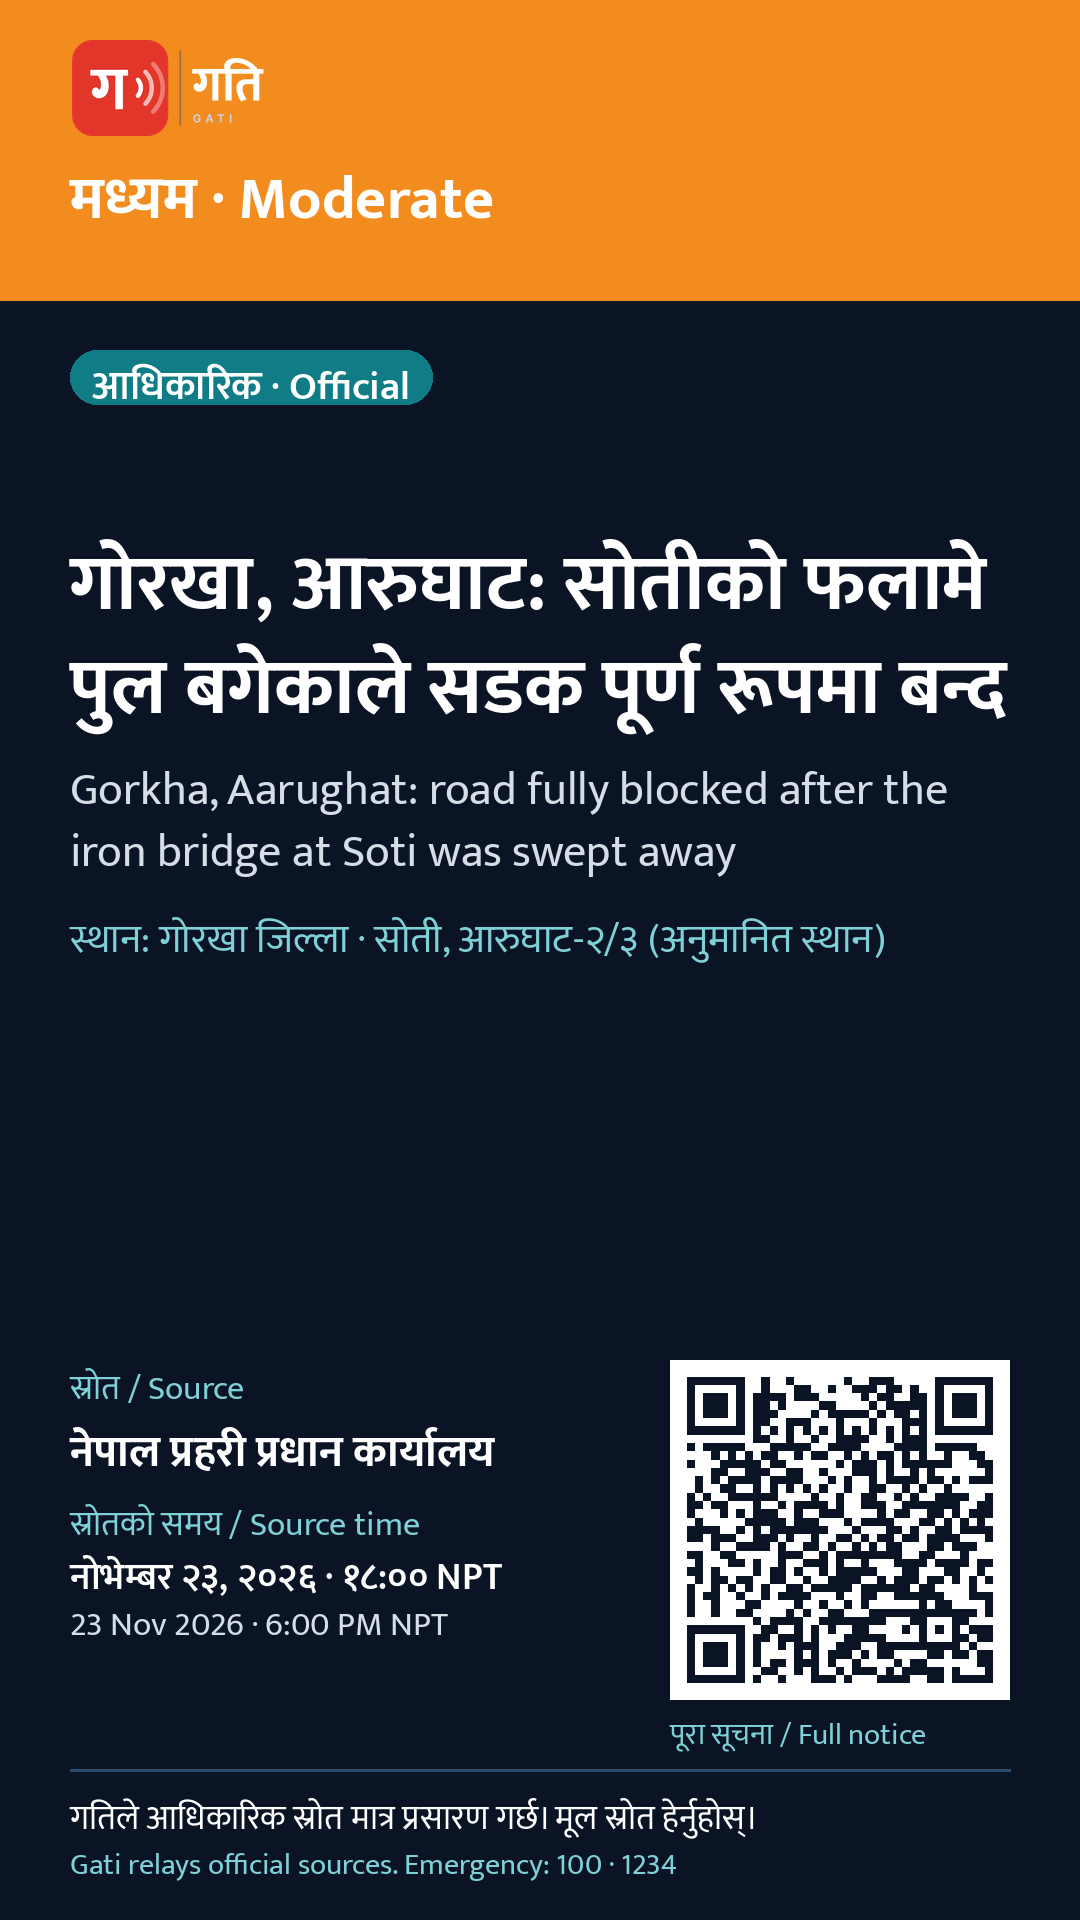 ग
गति
GATI
मध्यम · Moderate
आधिकारिक · Official
गोरखा, आरुघाट: सोतीको फलामे
पुल बगेकाले सडक पूर्ण रूपमा बन्द
Gorkha, Aarughat: road fully blocked after the
iron bridge at Soti was swept away
स्थान: गोरखा जिल्ला · सोती, आरुघाट-२/३ (अनुमानित स्थान)
स्रोत / Source
नेपाल प्रहरी प्रधान कार्यालय
स्रोतको समय / Source time
नोभेम्बर २३, २०२६ · १८:०० NPT
23 Nov 2026 · 6:00 PM NPT
पूरा सूचना / Full notice
गतिले आधिकारिक स्रोत मात्र प्रसारण गर्छ। मूल स्रोत हेर्नुहोस्।
Gati relays official sources. Emergency: 100 · 1234